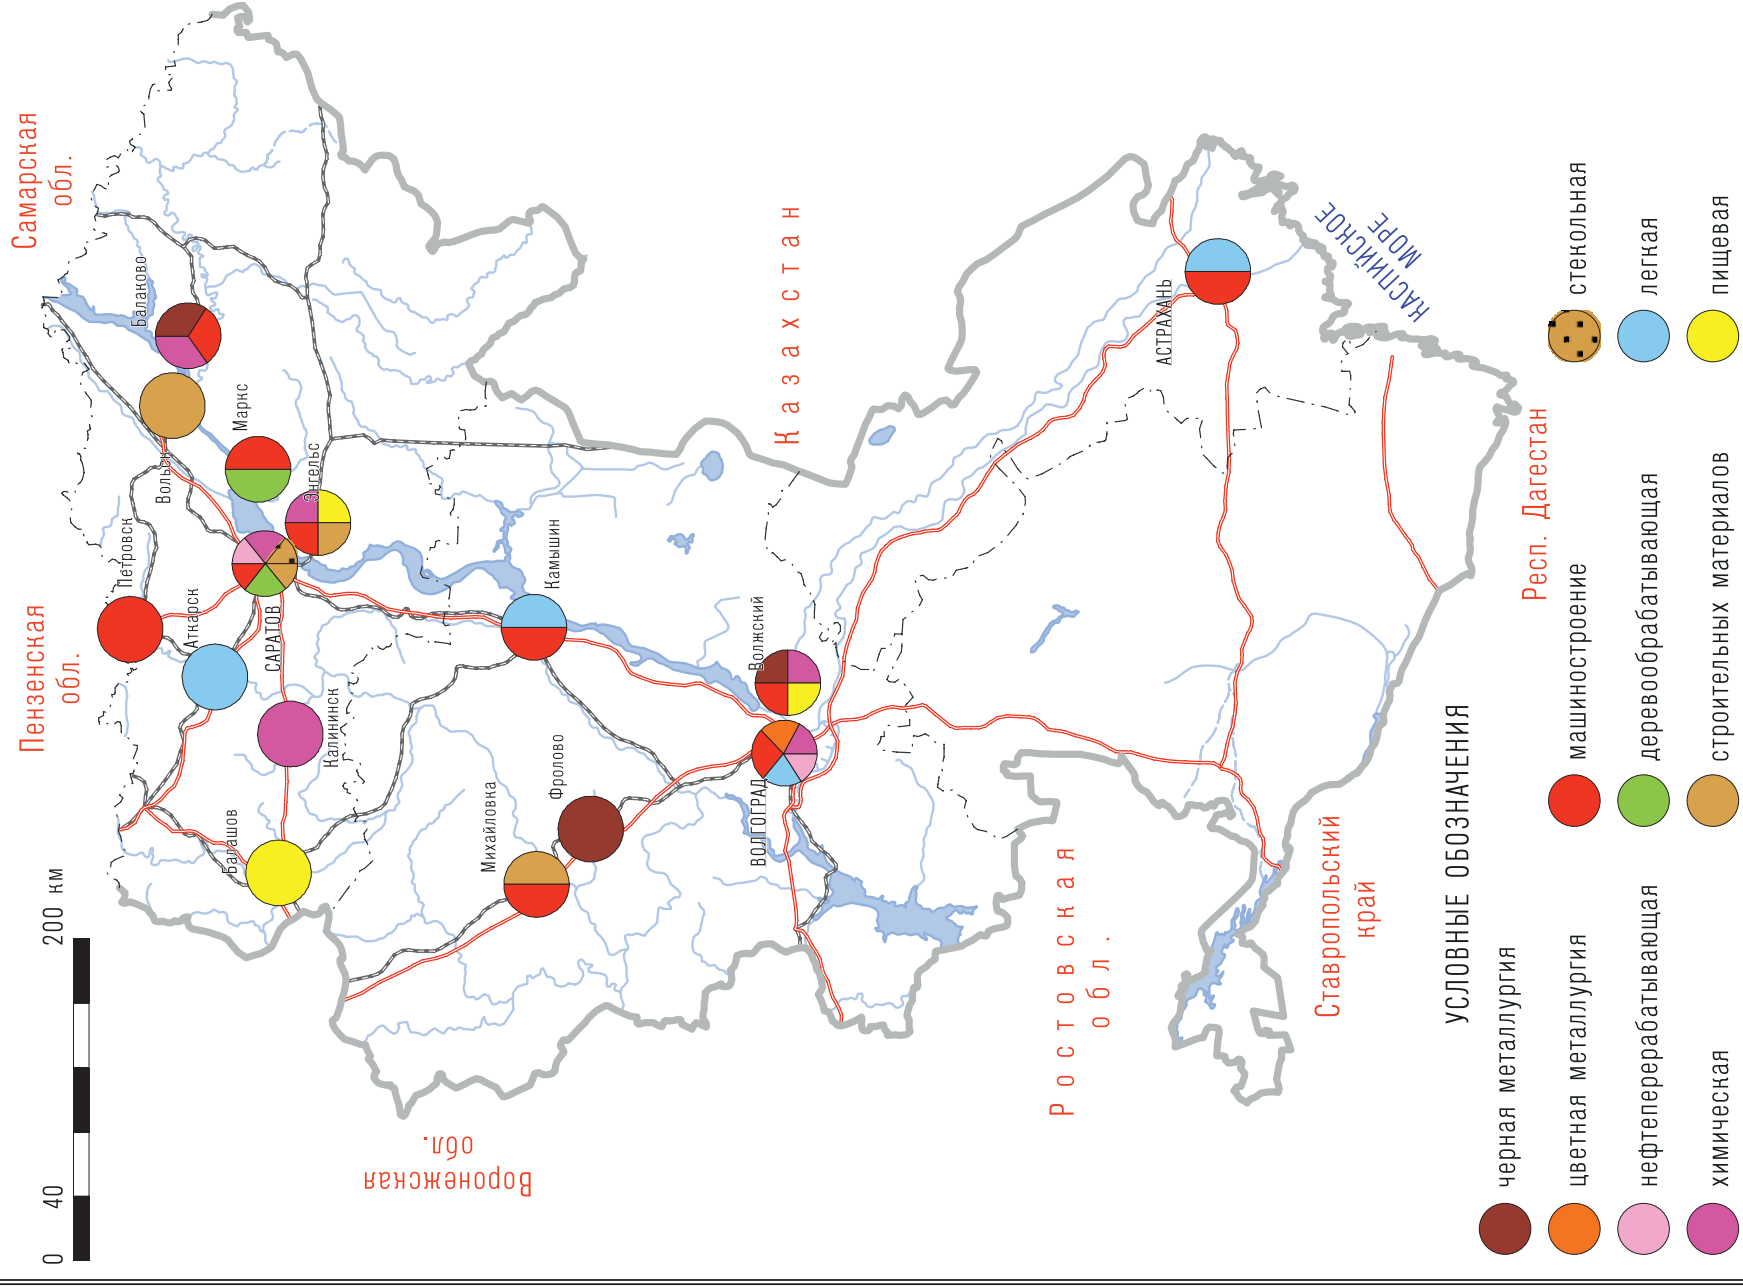 0
40
200 км
Самарская
обл.
Пензенская
обл.
Воронежская
обл.
Ростовская
обл.
Казахстан
Ставропольский
край
Респ. Дагестан
КАСПИЙСКОЕ
МОРЕ
Балаково
Вольск
Маркс
Энгельс
Петровск
Аткарск
САРАТОВ
Калининск
Балашов
Камышин
Волжский
Фролово
Михайловка
ВОЛГОГРАД
АСТРАХАНЬ
УСЛОВНЫЕ ОБОЗНАЧЕНИЯ
черная металлургия
цветная металлургия
нефтеперерабатывающая
химическая
машиностроение
деревообрабатывающая
строительных материалов
стекольная
легкая
пищевая